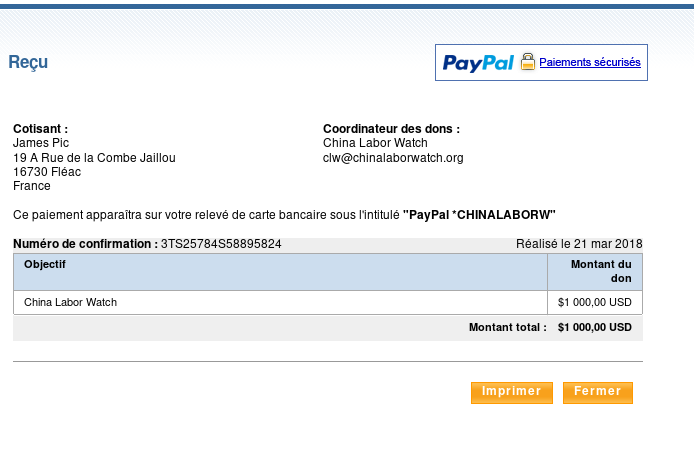 Reçu
PayPal Paiements sécurisés
Cotisant :
James Pic
19 A Rue de la Combe Jaillou
16730 Fléac
France
Coordinateur des dons :
China Labor Watch
clw@chinalaborwatch.org
Ce paiement apparaîtra sur votre relevé de carte bancaire sous l'intitulé "PayPal *CHINALABORW"
Numéro de confirmation : 3TS25784S58895824 Réalisé le 21 mar 2018
Objectif Montant du
don
China Labor Watch $1 000,00 USD
Montant total : $1 000,00 USD
Imprimer Fermer